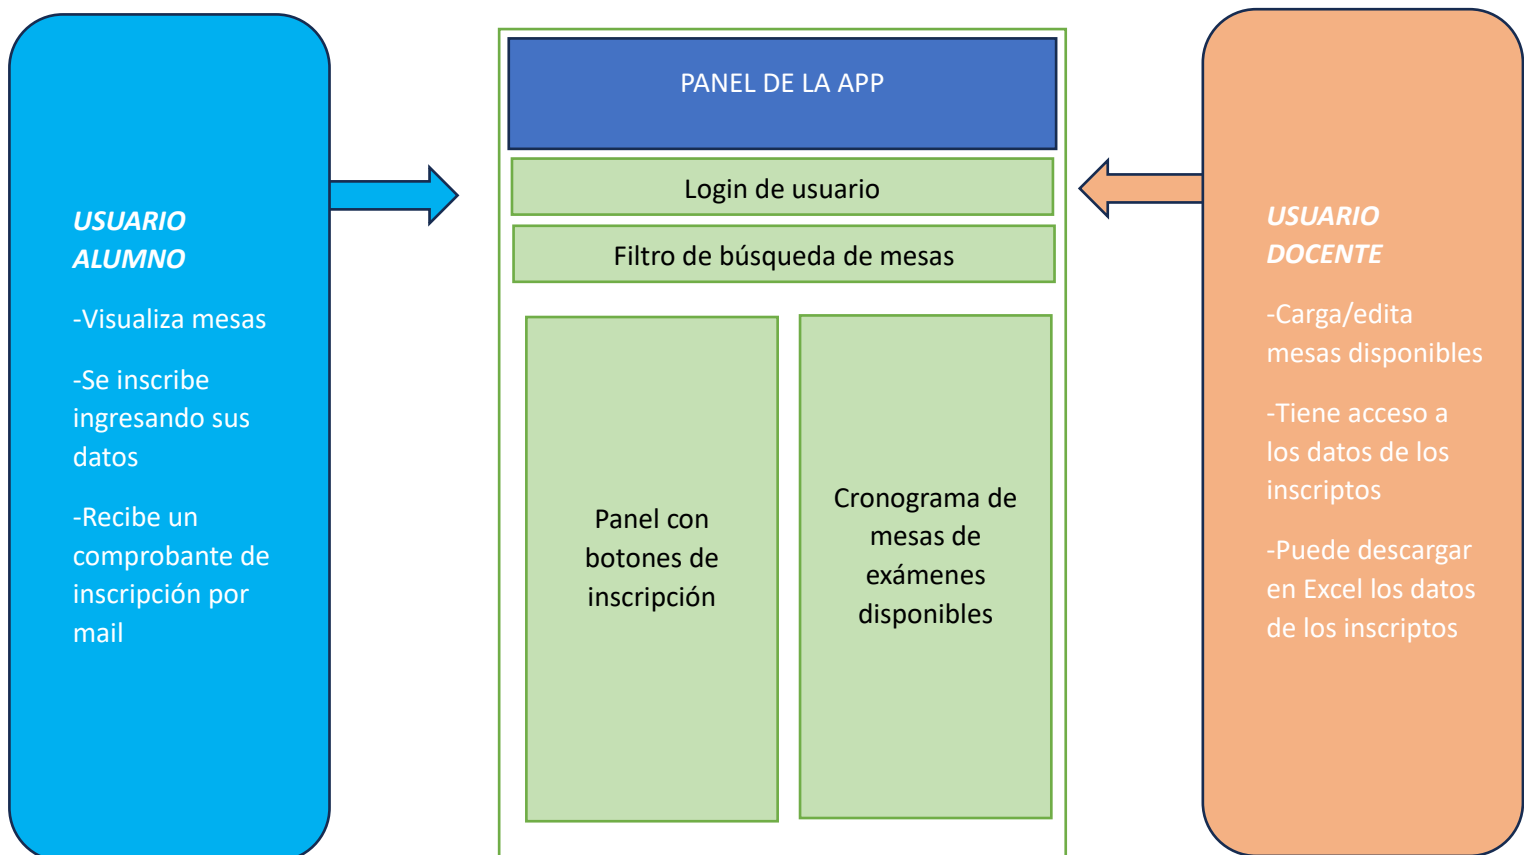 USUARIO
ALUMNO
-Visualiza mesas
-Se inscribe
ingresando sus
datos
-Recibe un
comprobante de
inscripción por
mail
PANEL DE LA APP
Login de usuario
Filtro de búsqueda de mesas
Panel con
botones de
inscripción
Cronograma de
mesas de
exámenes
disponibles
USUARIO
DOCENTE
-Carga/edita
mesas disponibles
-Tiene acceso a
los datos de los
inscriptos
-Puede descargar
en Excel los datos
de los inscriptos